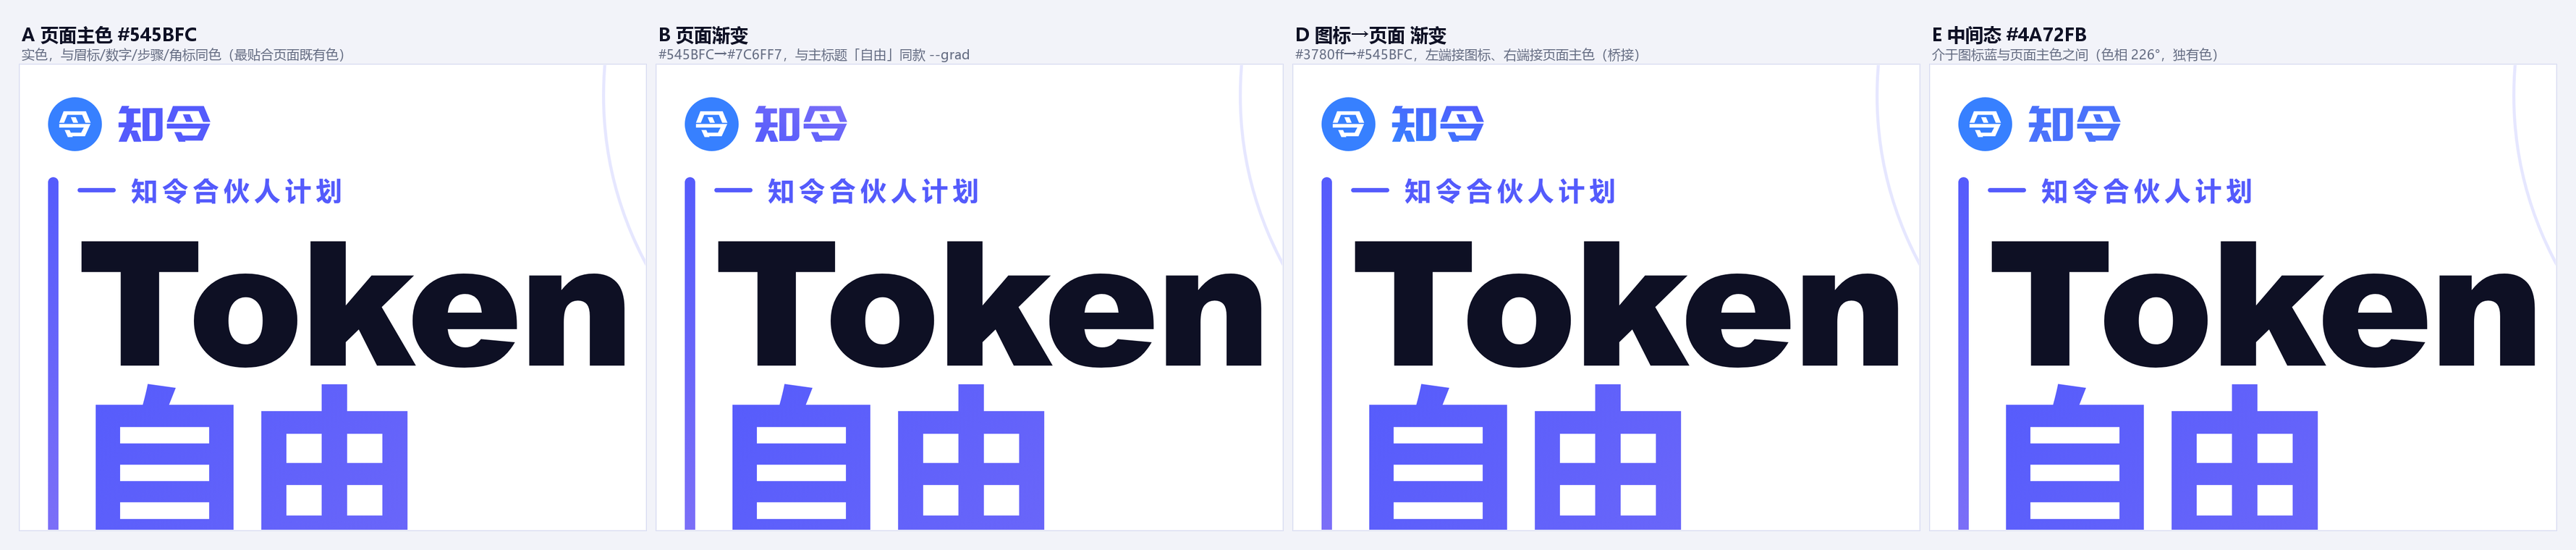 A 页面主色 #545BFC
实色，与眉标/数字/步骤/角标同色（最贴合页面既有色）
知令
知令合伙人计划
Token
自由
B 页面渐变
#545BFC→#7C6FF7，与主标题「自由」同款 --grad
知令
知令合伙人计划
Token
自由
D 图标→页面 渐变
#3780ff→#545BFC，左端接图标、右端接页面主色（桥接）
知令
知令合伙人计划
Token
自由
E 中间态 #4A72FB
介于图标蓝与页面主色之间（色相 226°，独有色）
知令
知令合伙人计划
Token
自由